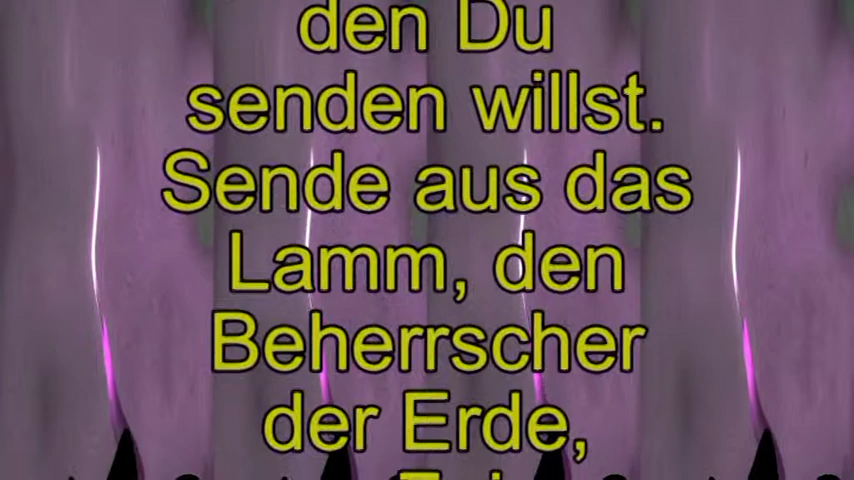 den Du
senden willst.
Sende aus das
Lamm, den
Beherrscher
der Erde,